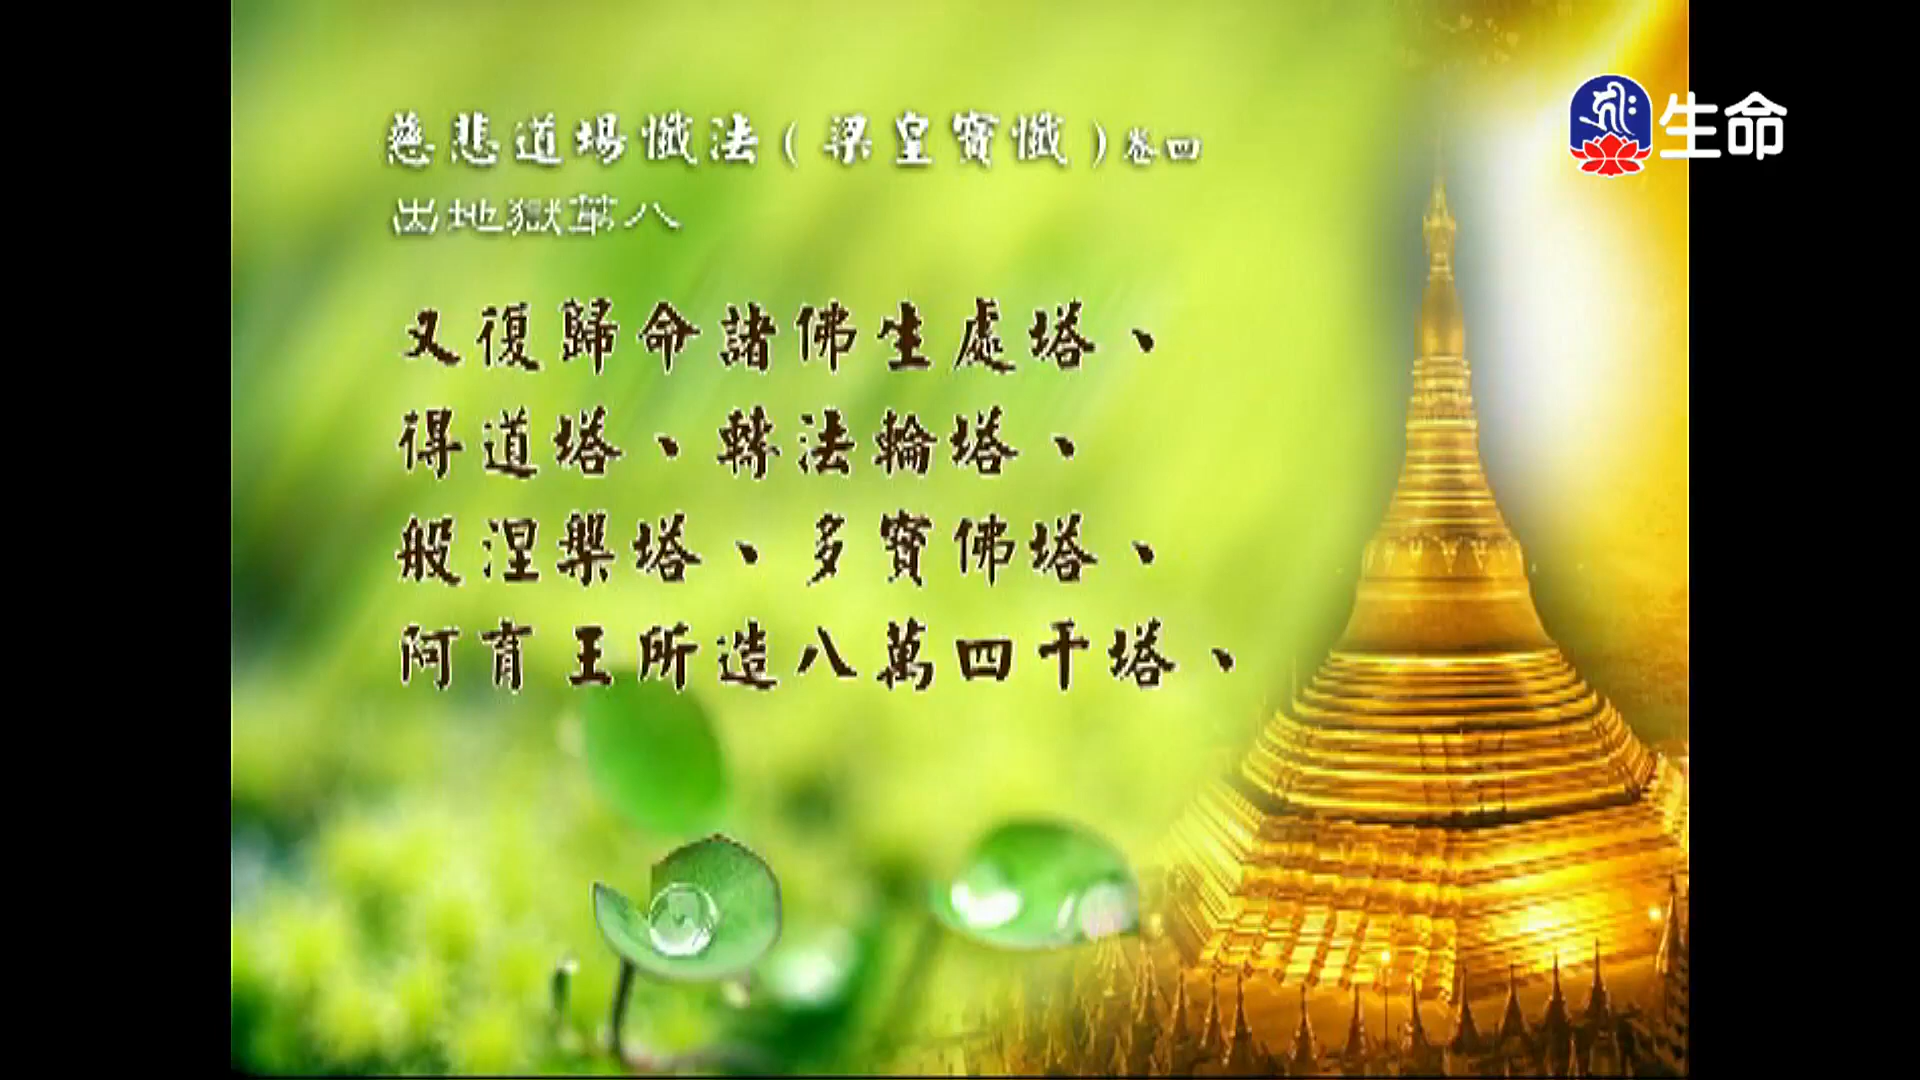 慈悲道場懺法(梁皇寶懺)卷四
出地獄第八
又復歸命諸佛生處塔、
得道塔、轉法輪塔、
般涅槃塔、多寶佛塔、
阿育王所造八萬四千塔、
生命